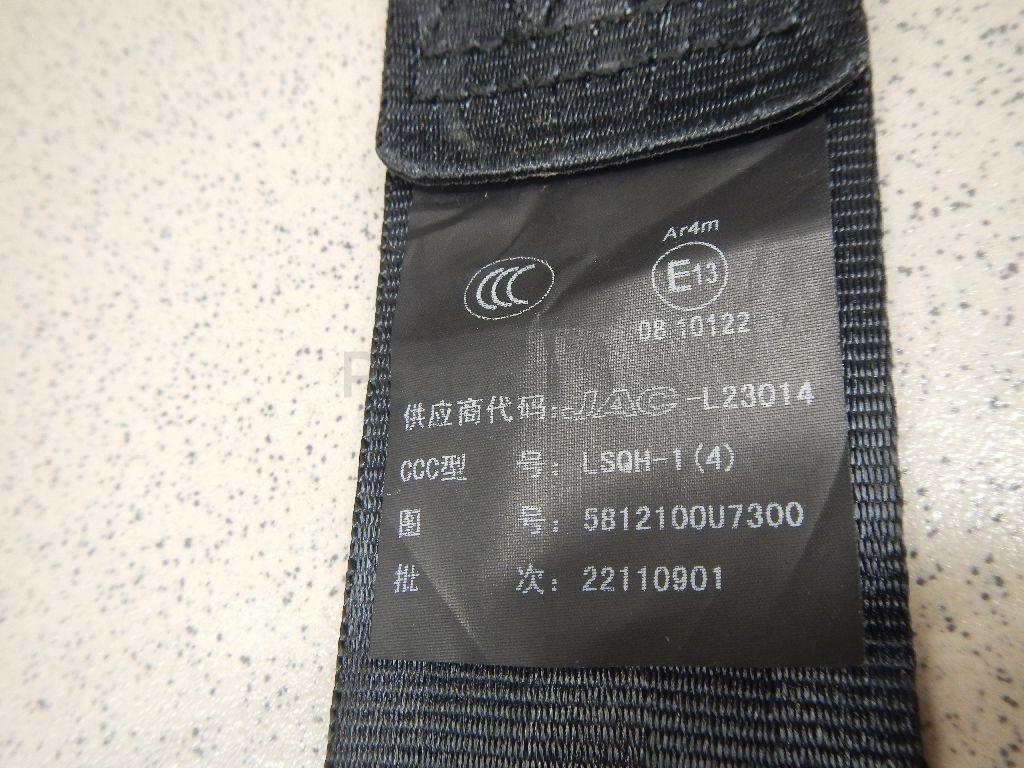 Ar4m
CCC
E13
08 10122
供应商代码: JAC-L23014
CCC型 号: LSQH-1(4)
图 号: 5812100U7300
批 次: 22110901